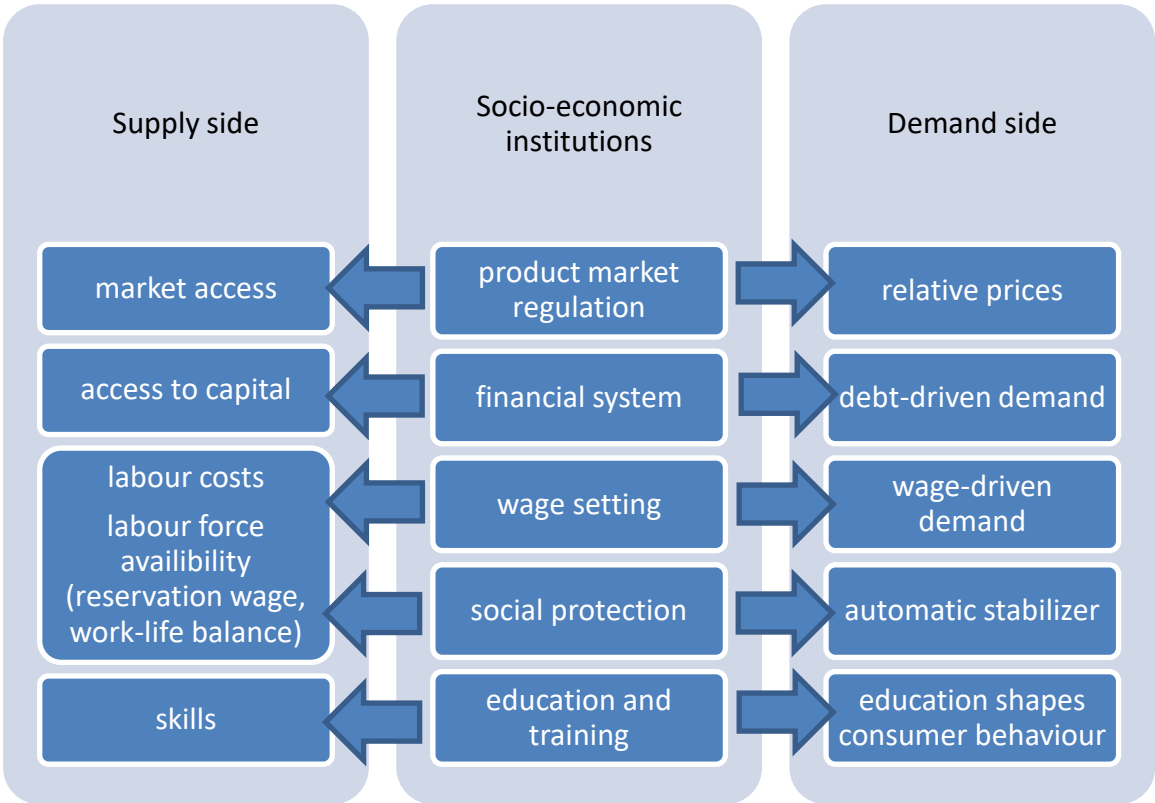 Supply side
market access
access to capital
labour costs
labour force
availibility
(reservation wage,
work-life balance)
skills
Socio-economic
institutions
product market
regulation
financial system
wage setting
social protection
education and
training
Demand side
relative prices
debt-driven demand
wage-driven
demand
automatic stabilizer
education shapes
consumer behaviour